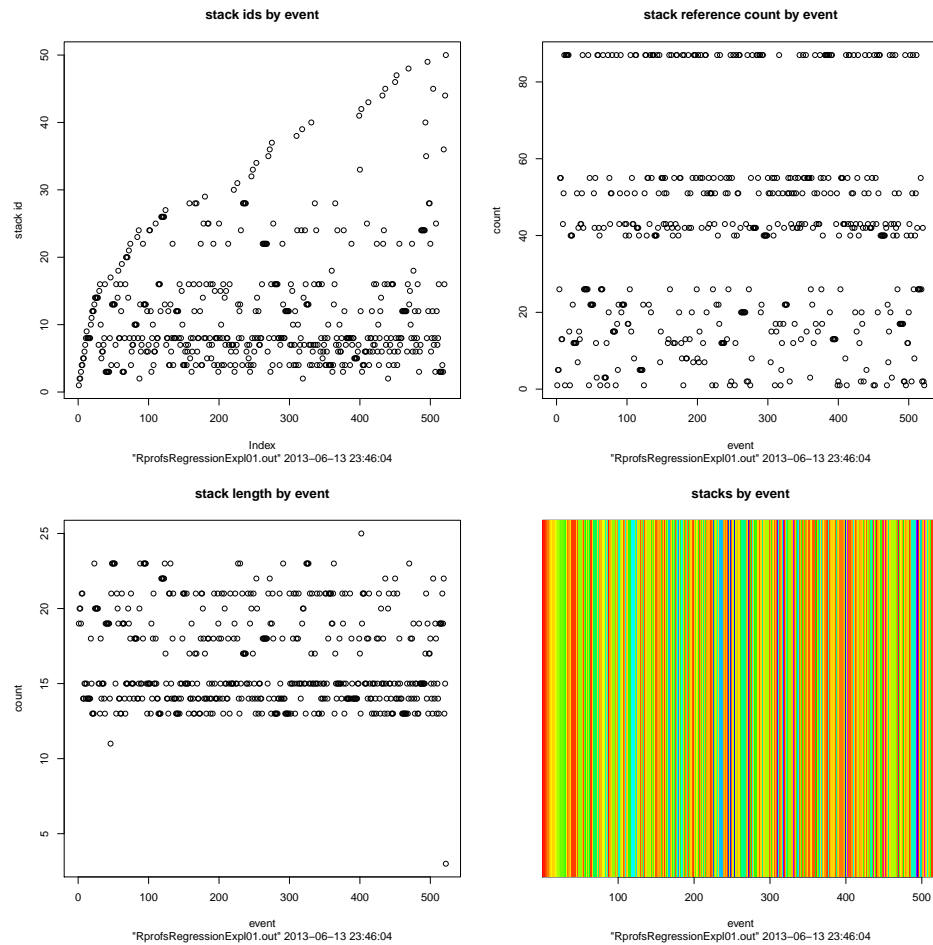 stack ids by event
50
40
30
20
10
0
stack id
0 100 200 300 400 500
Index
"RprofsRegressionExpl01.out" 2013−06−13 23:46:04
stack reference count by event
80
60
40
20
0
count
0 100 200 300 400 500
event
"RprofsRegressionExpl01.out" 2013−06−13 23:46:04
stack length by event
25
20
15
10
5
count
0 100 200 300 400 500
event
"RprofsRegressionExpl01.out" 2013−06−13 23:46:04
stacks by event
100 200 300 400 500
event
"RprofsRegressionExpl01.out" 2013−06−13 23:46:04